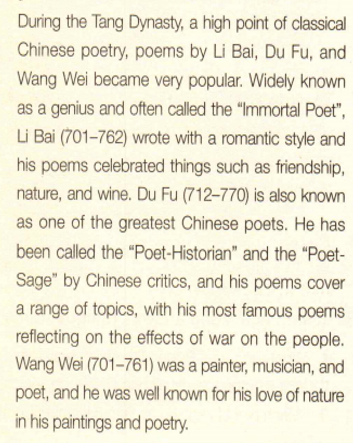 During the Tang Dynasty, a high point of classical
Chinese poetry, poems by Li Bai, Du Fu, and
Wang Wei became very popular. Widely known
as a genius and often called the “Immortal Poet”,
Li Bai (701–762) wrote with a romantic style and
his poems celebrated things such as friendship,
nature, and wine. Du Fu (712–770) is also known
as one of the greatest Chinese poets. He has
been called the “Poet-Historian” and the “Poet-
Sage” by Chinese critics, and his poems cover
a range of topics, with his most famous poems
reflecting on the effects of war on the people.
Wang Wei (701–761) was a painter, musician, and
poet, and he was well known for his love of nature
in his paintings and poetry.